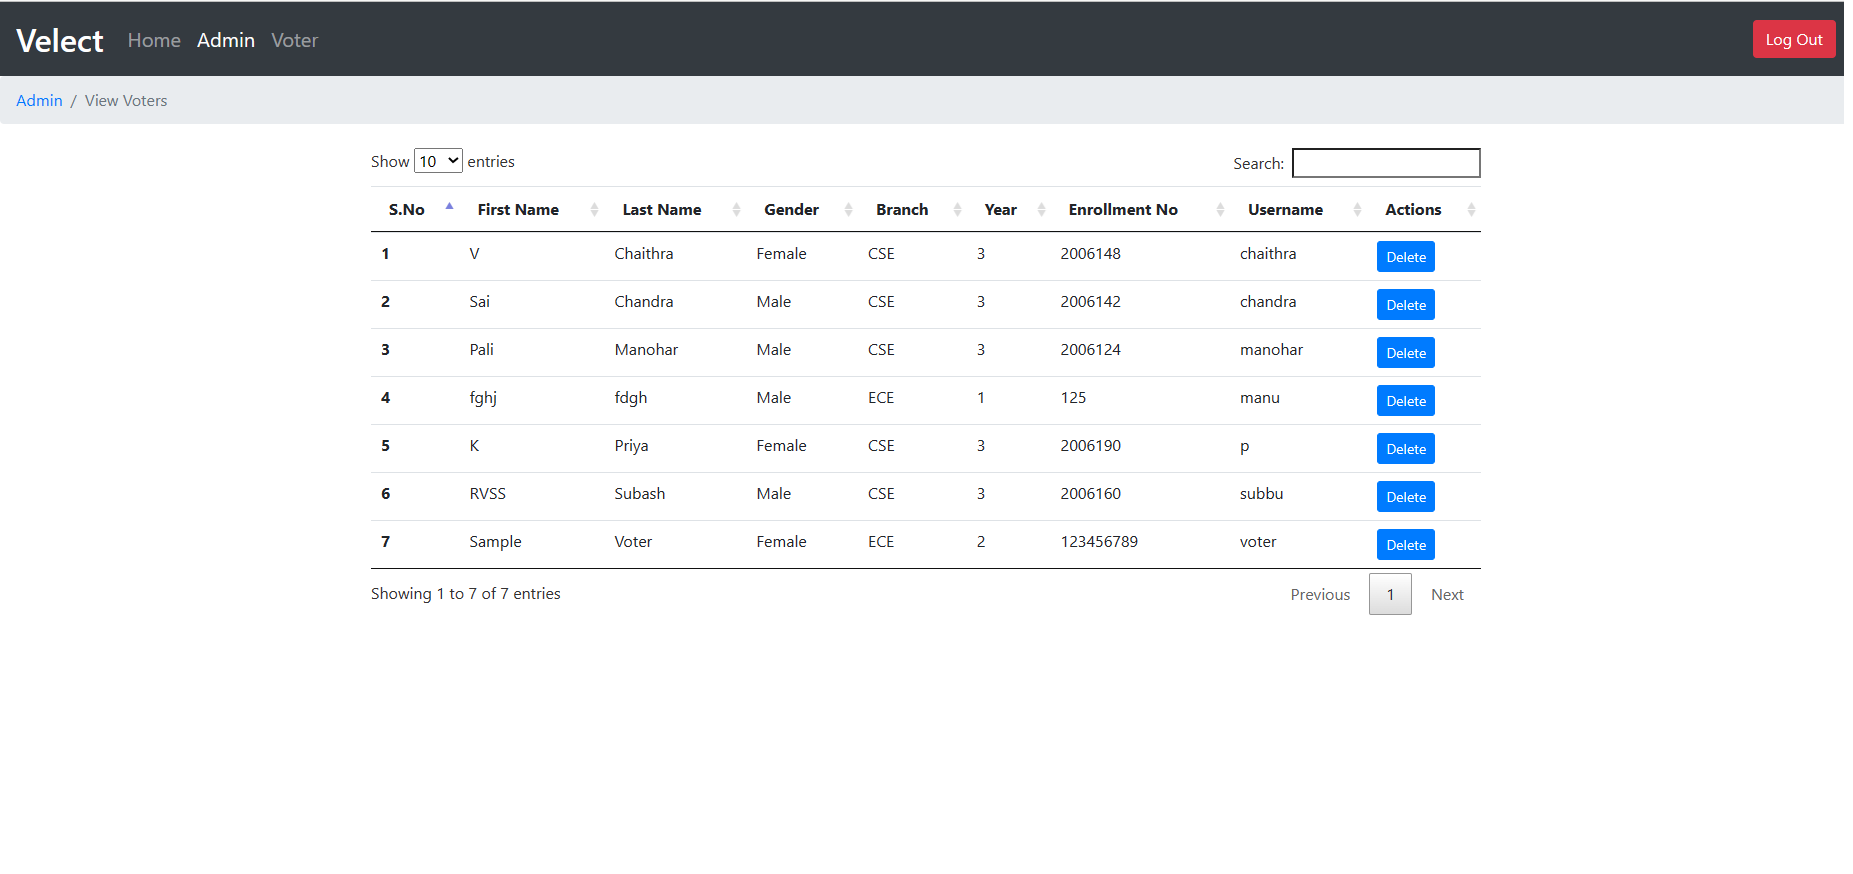 Velect Home Admin Voter Log Out
Admin / View Voters
Show 10 entries Search:
S.No First Name Last Name Gender Branch Year Enrollment No Username Actions
1 V Chaithra Female CSE 3 2006148 chaithra Delete
2 Sai Chandra Male CSE 3 2006142 chandra Delete
3 Pali Manohar Male CSE 3 2006124 manohar Delete
4 fghj fdgh Male ECE 1 125 manu Delete
5 K Priya Female CSE 3 2006190 p Delete
6 RVSS Subash Male CSE 3 2006160 subbu Delete
7 Sample Voter Female ECE 2 123456789 voter Delete
Showing 1 to 7 of 7 entries Previous 1 Next